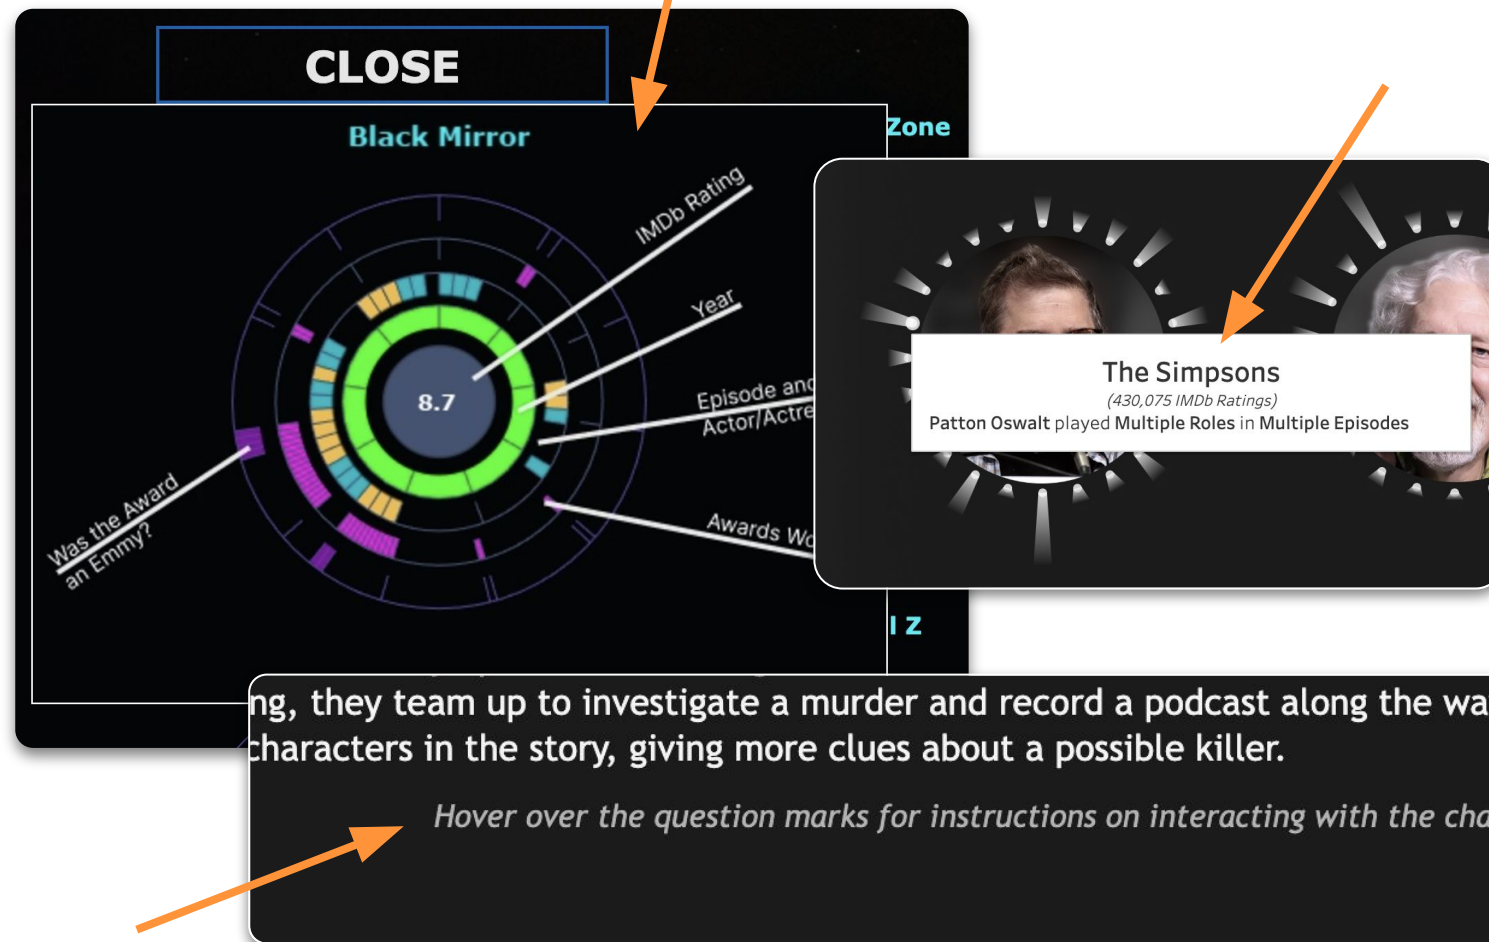 CLOSE
Black Mirror
Zone
IMDb Rating
Year
Episode and
Actor/Actre
8.7
Awards Wo
Was the Award
an Emmy?
I Z
The Simpsons
(430,075 IMDb Ratings)
Patton Oswalt played Multiple Roles in Multiple Episodes
ng, they team up to investigate a murder and record a podcast along the wa
characters in the story, giving more clues about a possible killer.
Hover over the question marks for instructions on interacting with the cha